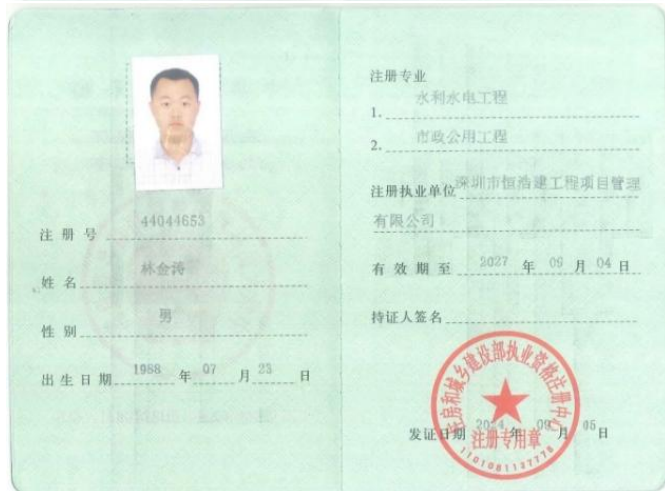 注册号 44044653
姓名 林金涛
性别 男
出生日期 1988 年 07 月 23 日
注册专业
1. 水利水电工程
2. 市政公用工程
注册执业单位 深圳市恒浩建工程项目管理
有限公司
有效期至 2027 年 09 月 04 日
持证人签名
住房和城乡建设部执业资格注册中心
发证日期 2024 年 09 月 05 日
注册专用章
1101081137778